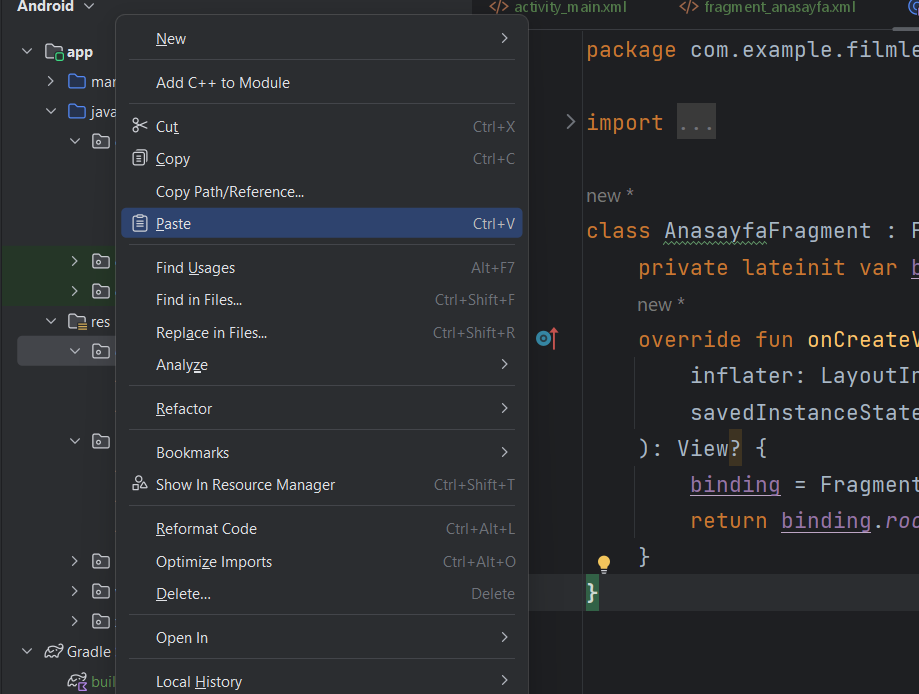 Android
activity_main.xml
fragment_anasayfa.xml
app
java
res
Gradle
New
Add C++ to Module
Cut Ctrl+X
Copy Ctrl+C
Copy Path/Reference...
Paste Ctrl+V
Find Usages Alt+F7
Find in Files... Ctrl+Shift+F
Replace in Files... Ctrl+Shift+R
Analyze
Refactor
Bookmarks
Show In Resource Manager Ctrl+Shift+T
Reformat Code Ctrl+Alt+L
Optimize Imports Ctrl+Alt+O
Delete... Delete
Open In
Local History
package com.example.filmle
import ...
new *
class AnasayfaFragment :
private lateinit var
new *
override fun onCreateV
inflater: LayoutIn
savedInstanceState
): View? {
binding = Fragment
return binding.roo
}
}